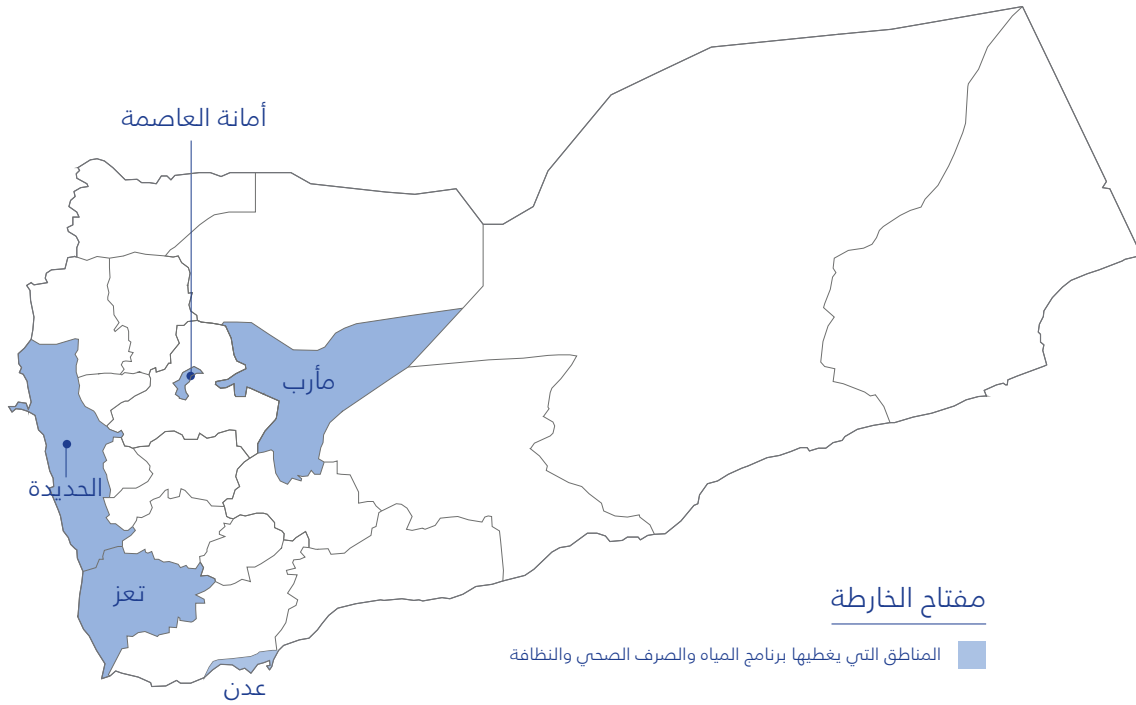 أمانة العاصمة
مأرب
الحديدة
تعز
عدن
مفتاح الخارطة
المناطق التي يغطيها برنامج المياه والصرف الصحي والنظافة